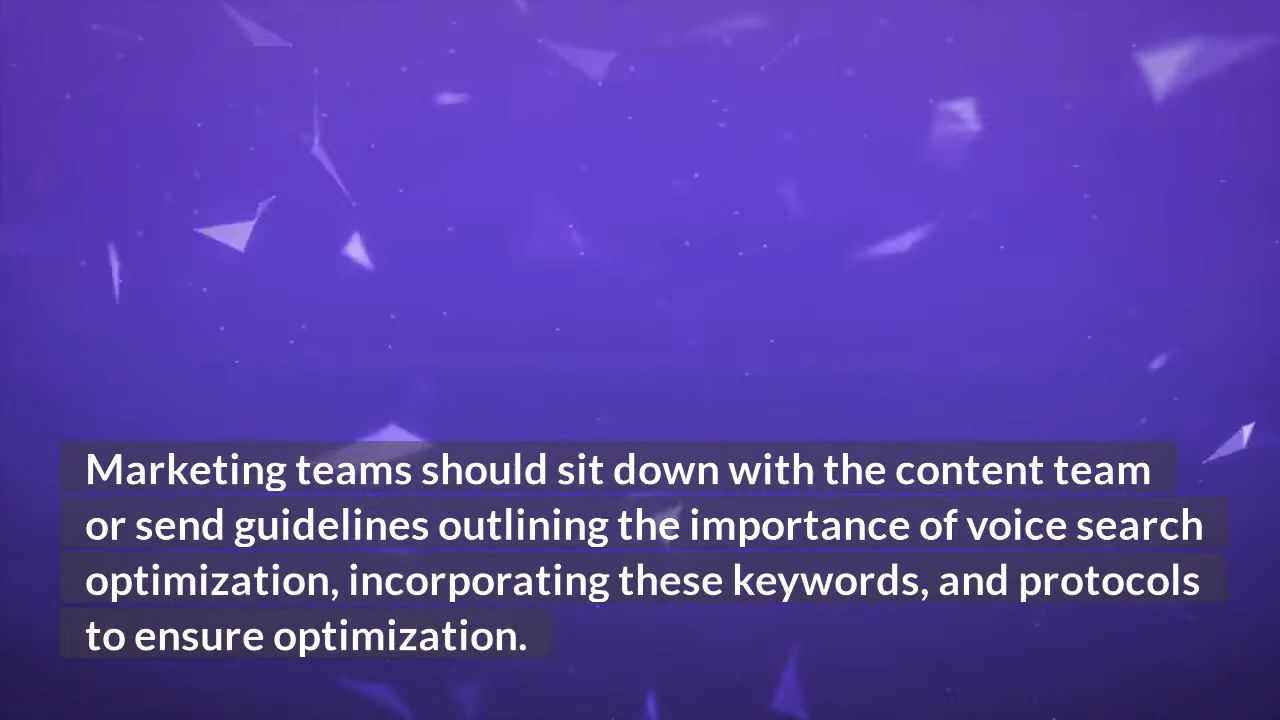 Marketing teams should sit down with the content team
or send guidelines outlining the importance of voice search
optimization, incorporating these keywords, and protocols
to ensure optimization.